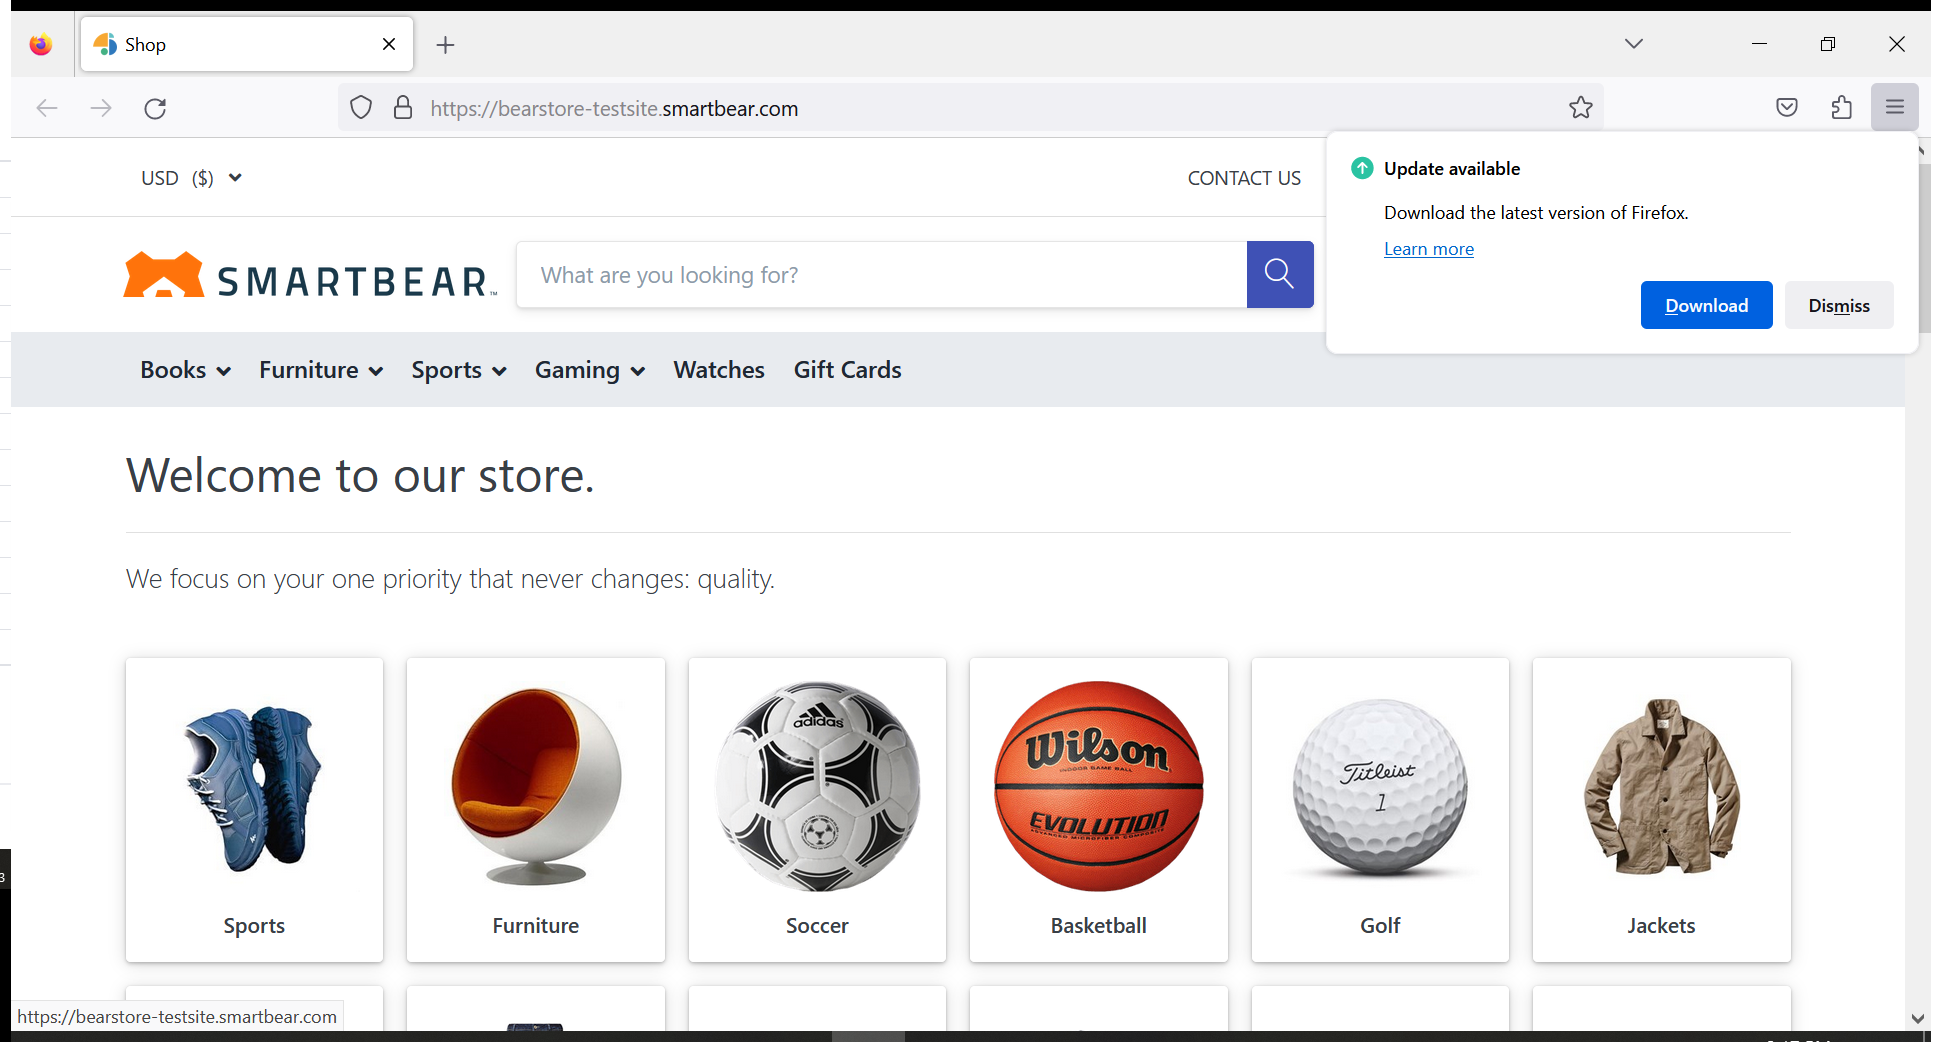 Shop
https://bearstore-testsite.smartbear.com
Update available
Download the latest version of Firefox.
Learn more
Download
Dismiss
USD ($)
CONTACT US
SMARTBEAR™
What are you looking for?
Books
Furniture
Sports
Gaming
Watches
Gift Cards
Welcome to our store.
We focus on your one priority that never changes: quality.
adidas
Wilson
INDOOR GAME BALL
EVOLUTION
ADVANCED MICROFIBER COMPOSITE
Titleist
1
Sports
Furniture
Soccer
Basketball
Golf
Jackets
3
https://bearstore-testsite.smartbear.com